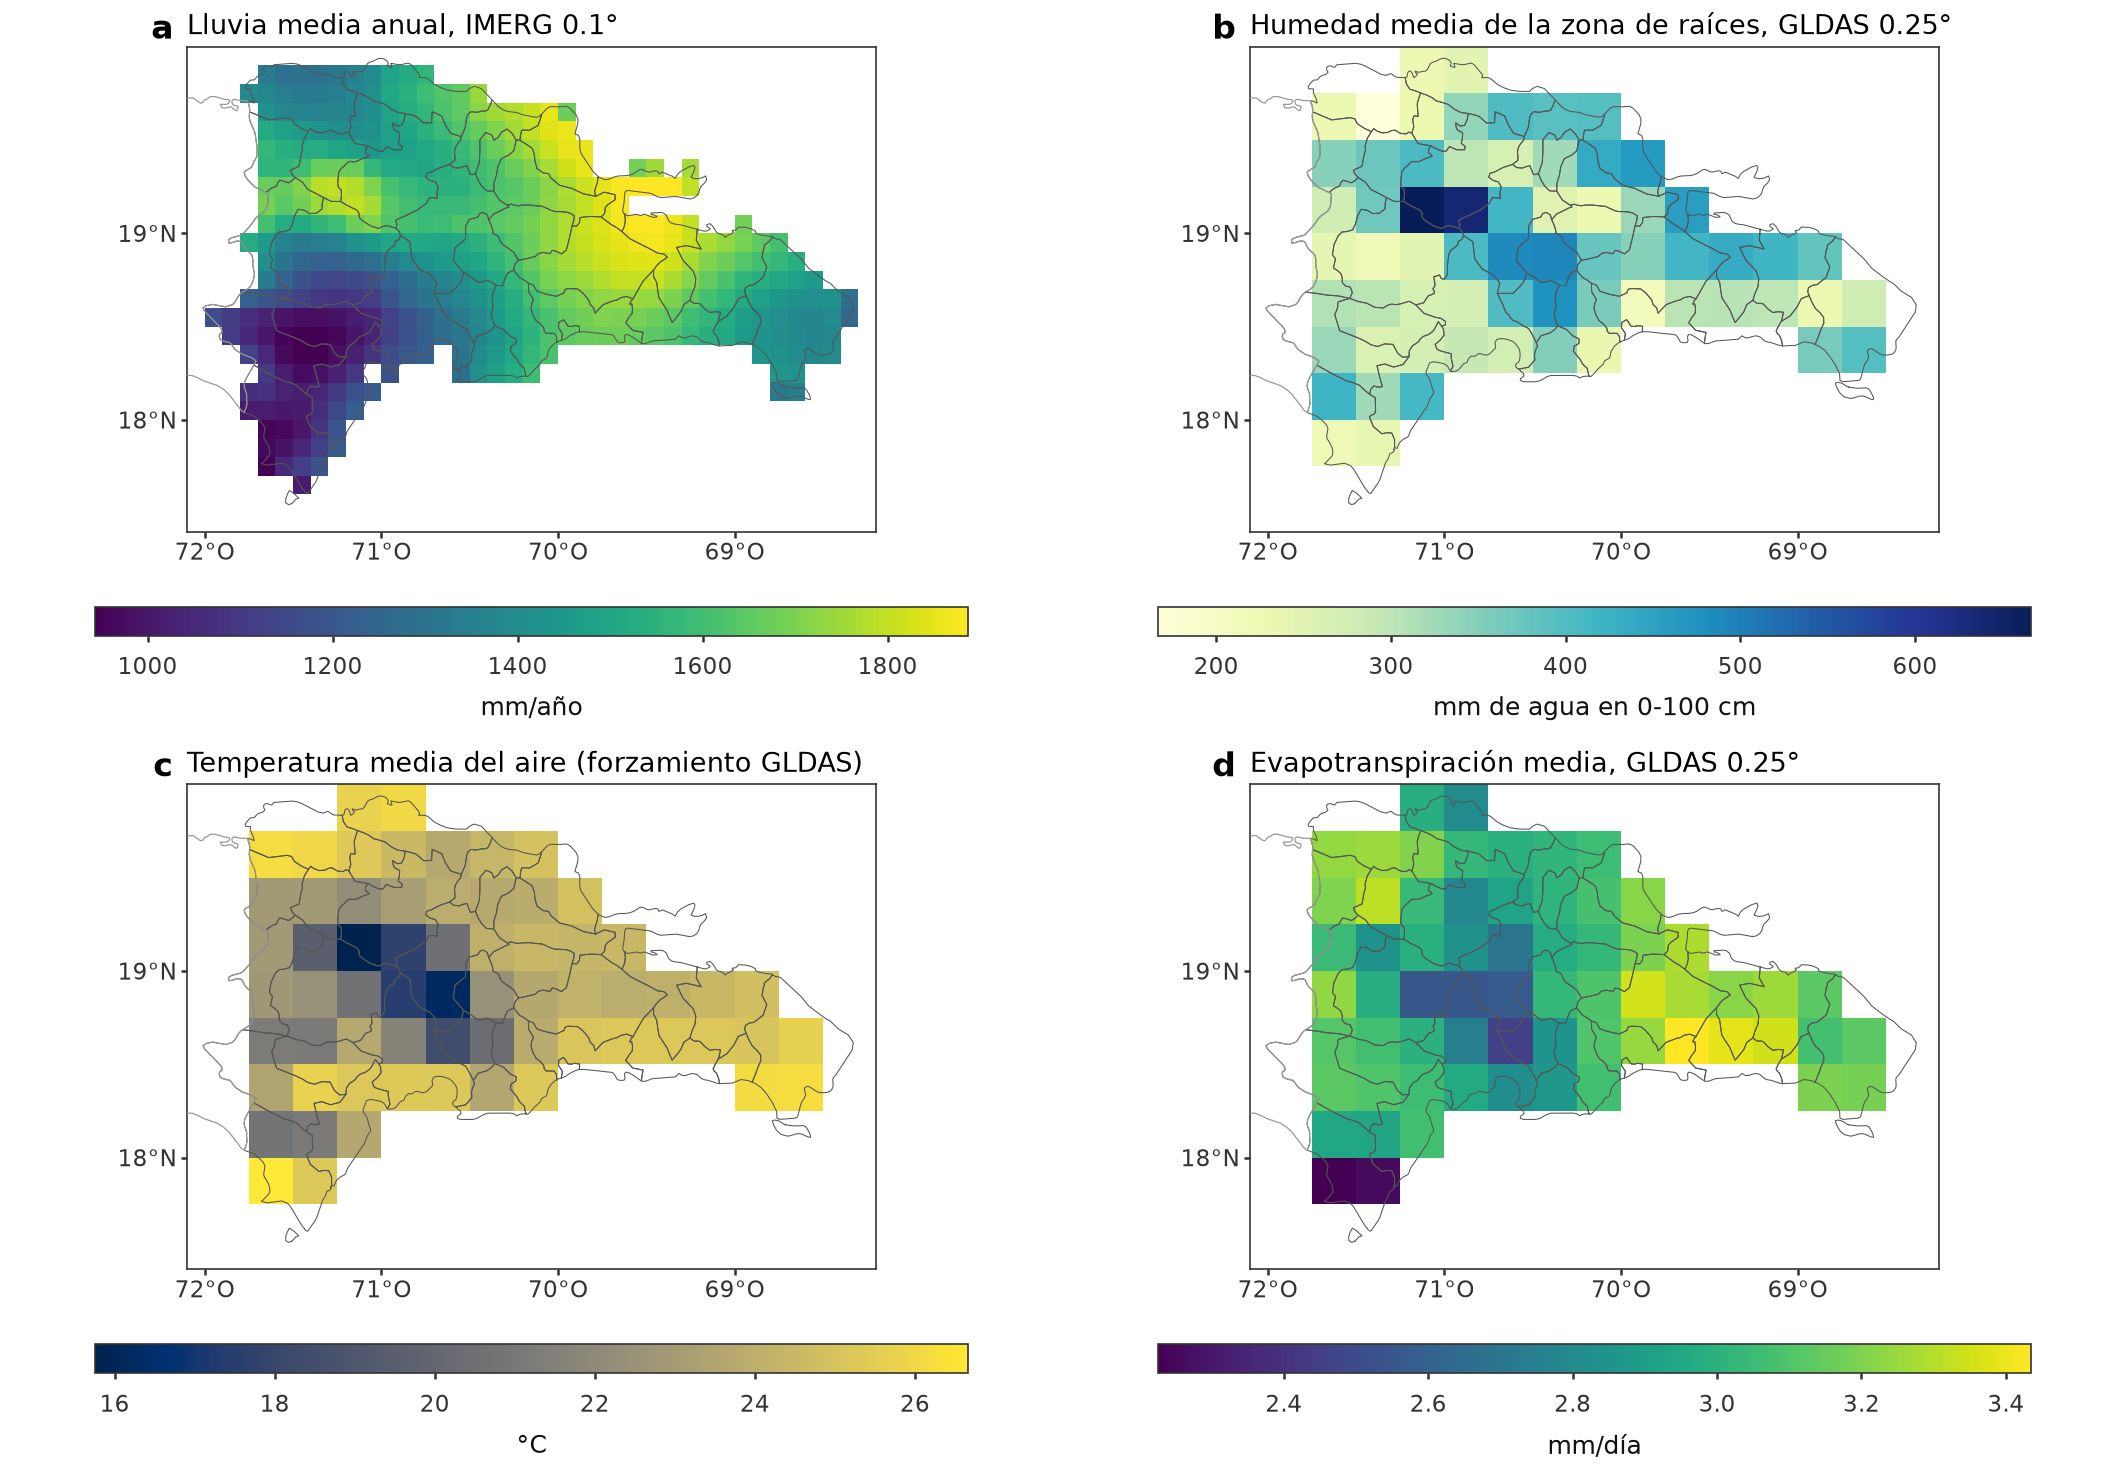 a Lluvia media anual, IMERG 0.1°
19°N
18°N
72°O 71°O 70°O 69°O
1000 1200 1400 1600 1800
mm/año
b Humedad media de la zona de raíces, GLDAS 0.25°
19°N
18°N
72°O 71°O 70°O 69°O
200 300 400 500 600
mm de agua en 0-100 cm
c Temperatura media del aire (forzamiento GLDAS)
19°N
18°N
72°O 71°O 70°O 69°O
16 18 20 22 24 26
°C
d Evapotranspiración media, GLDAS 0.25°
19°N
18°N
72°O 71°O 70°O 69°O
2.4 2.6 2.8 3.0 3.2 3.4
mm/día